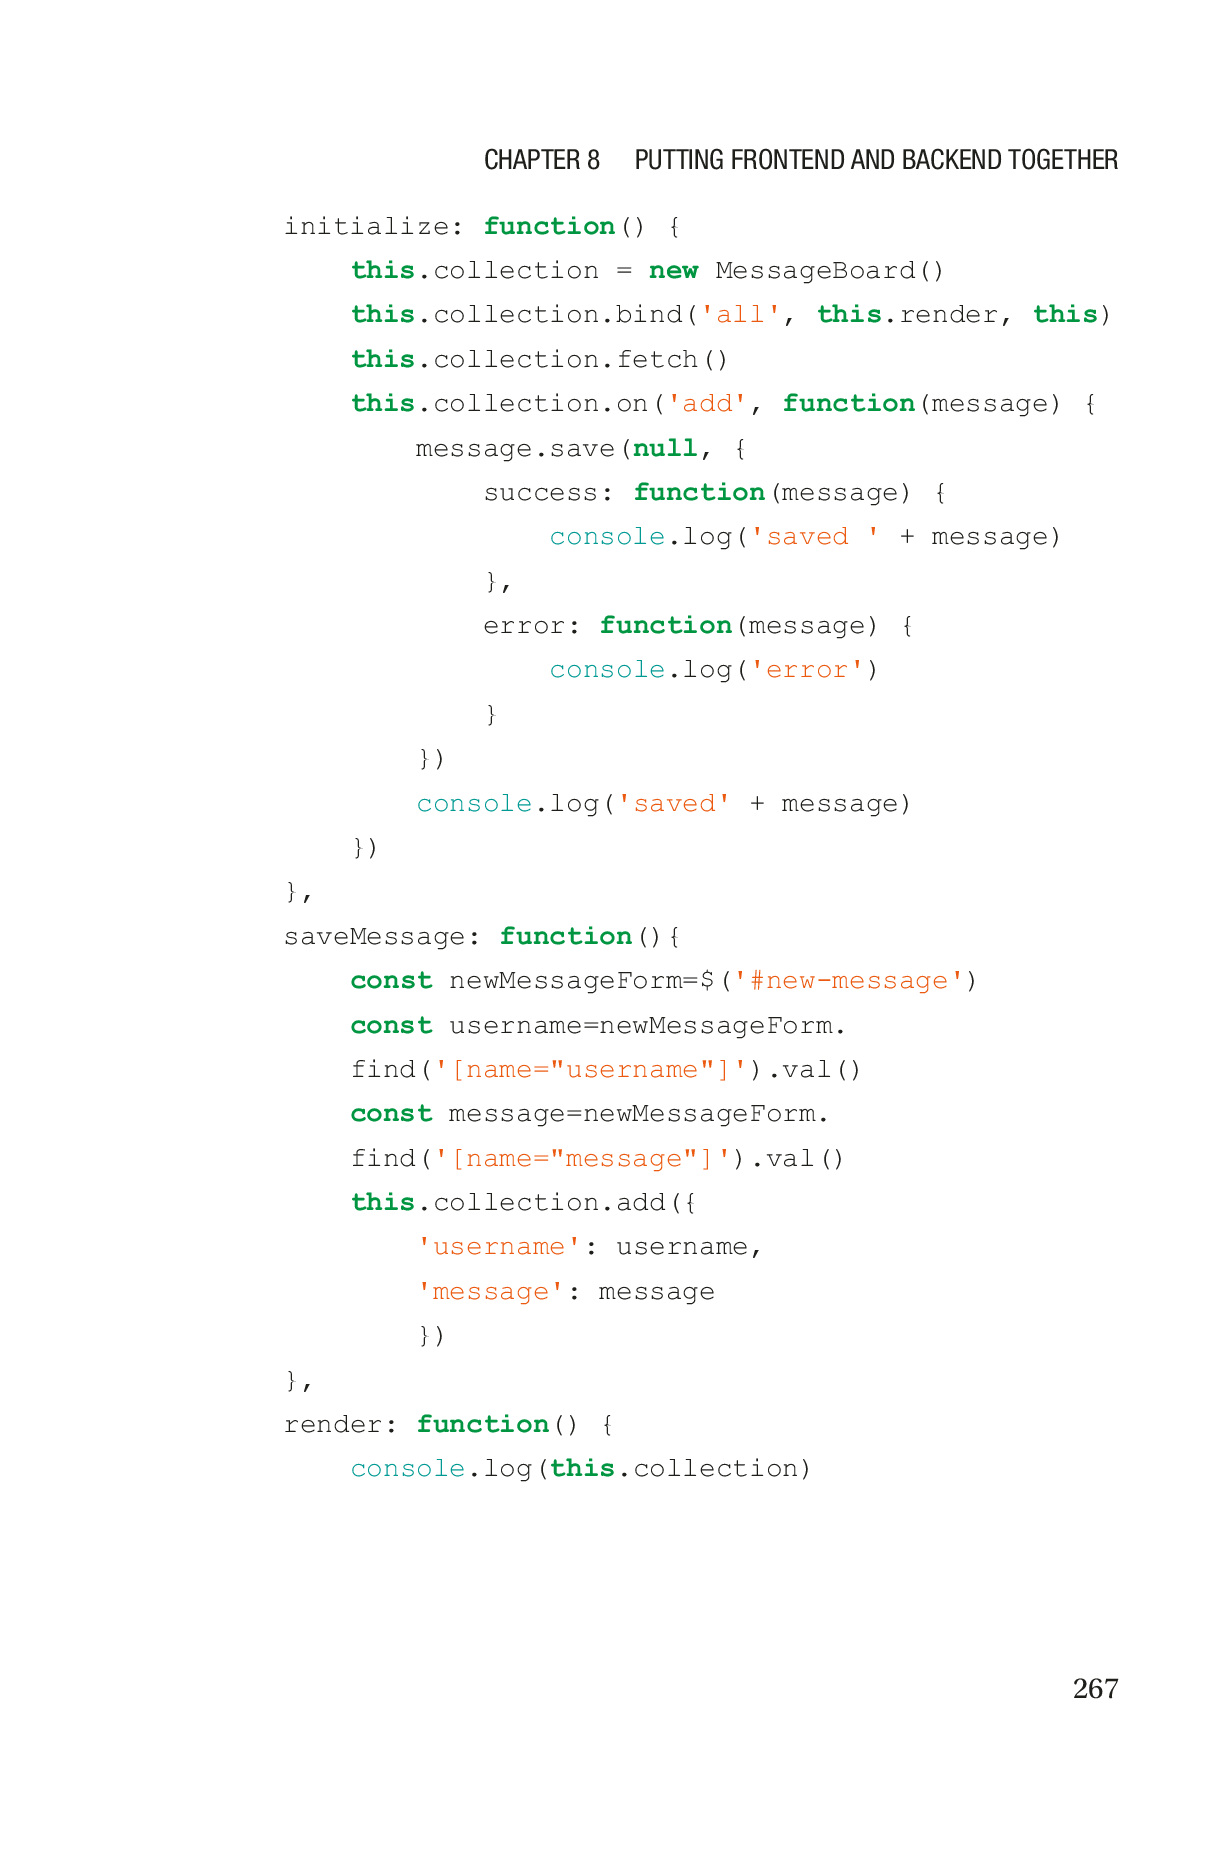 CHAPTER 8 PUTTING FRONTEND AND BACKEND TOGETHER
initialize: function() {
    this.collection = new MessageBoard()
    this.collection.bind('all', this.render, this)
    this.collection.fetch()
    this.collection.on('add', function(message) {
        message.save(null, {
            success: function(message) {
                console.log('saved ' + message)
            },
            error: function(message) {
                console.log('error')
            }
        })
        console.log('saved' + message)
    })
},
saveMessage: function(){
    const newMessageForm=$('#new-message')
    const username=newMessageForm.
    find('[name="username"]').val()
    const message=newMessageForm.
    find('[name="message"]').val()
    this.collection.add({
        'username': username,
        'message': message
        })
},
render: function() {
    console.log(this.collection)
267